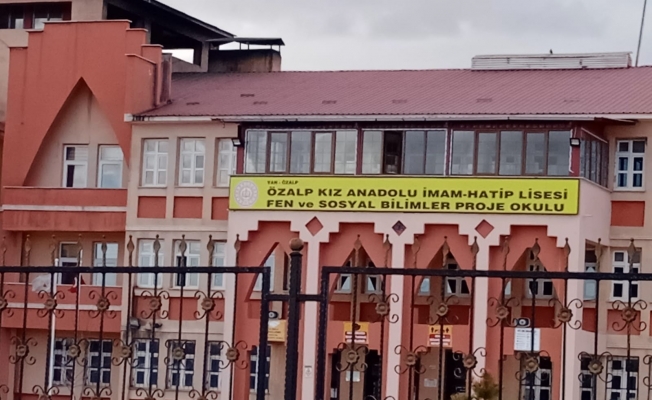 VAN - ÖZALP
ÖZALP KIZ ANADOLU İMAM-HATİP LİSESİ
FEN ve SOSYAL BİLİMLER PROJE OKULU